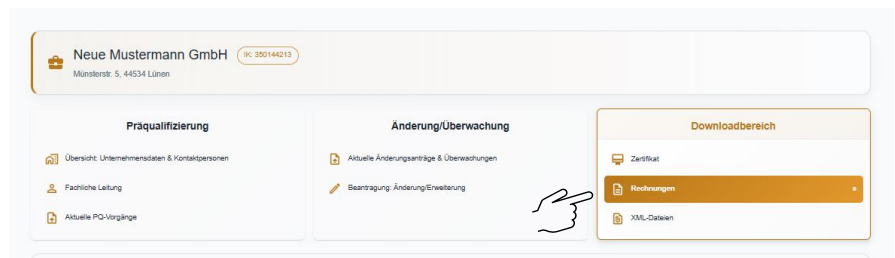 Neue Mustermann GmbH IK: 350144213
Münsterstr. 5, 44534 Lünen
Präqualifizierung
Übersicht: Unternehmensdaten & Kontaktpersonen
Fachliche Leitung
Aktuelle PQ-Vorgänge
Änderung/Überwachung
Aktuelle Änderungsanträge & Überwachungen
Beantragung: Änderung/Erweiterung
Downloadbereich
Zertifikat
Rechnungen
XML-Dateien